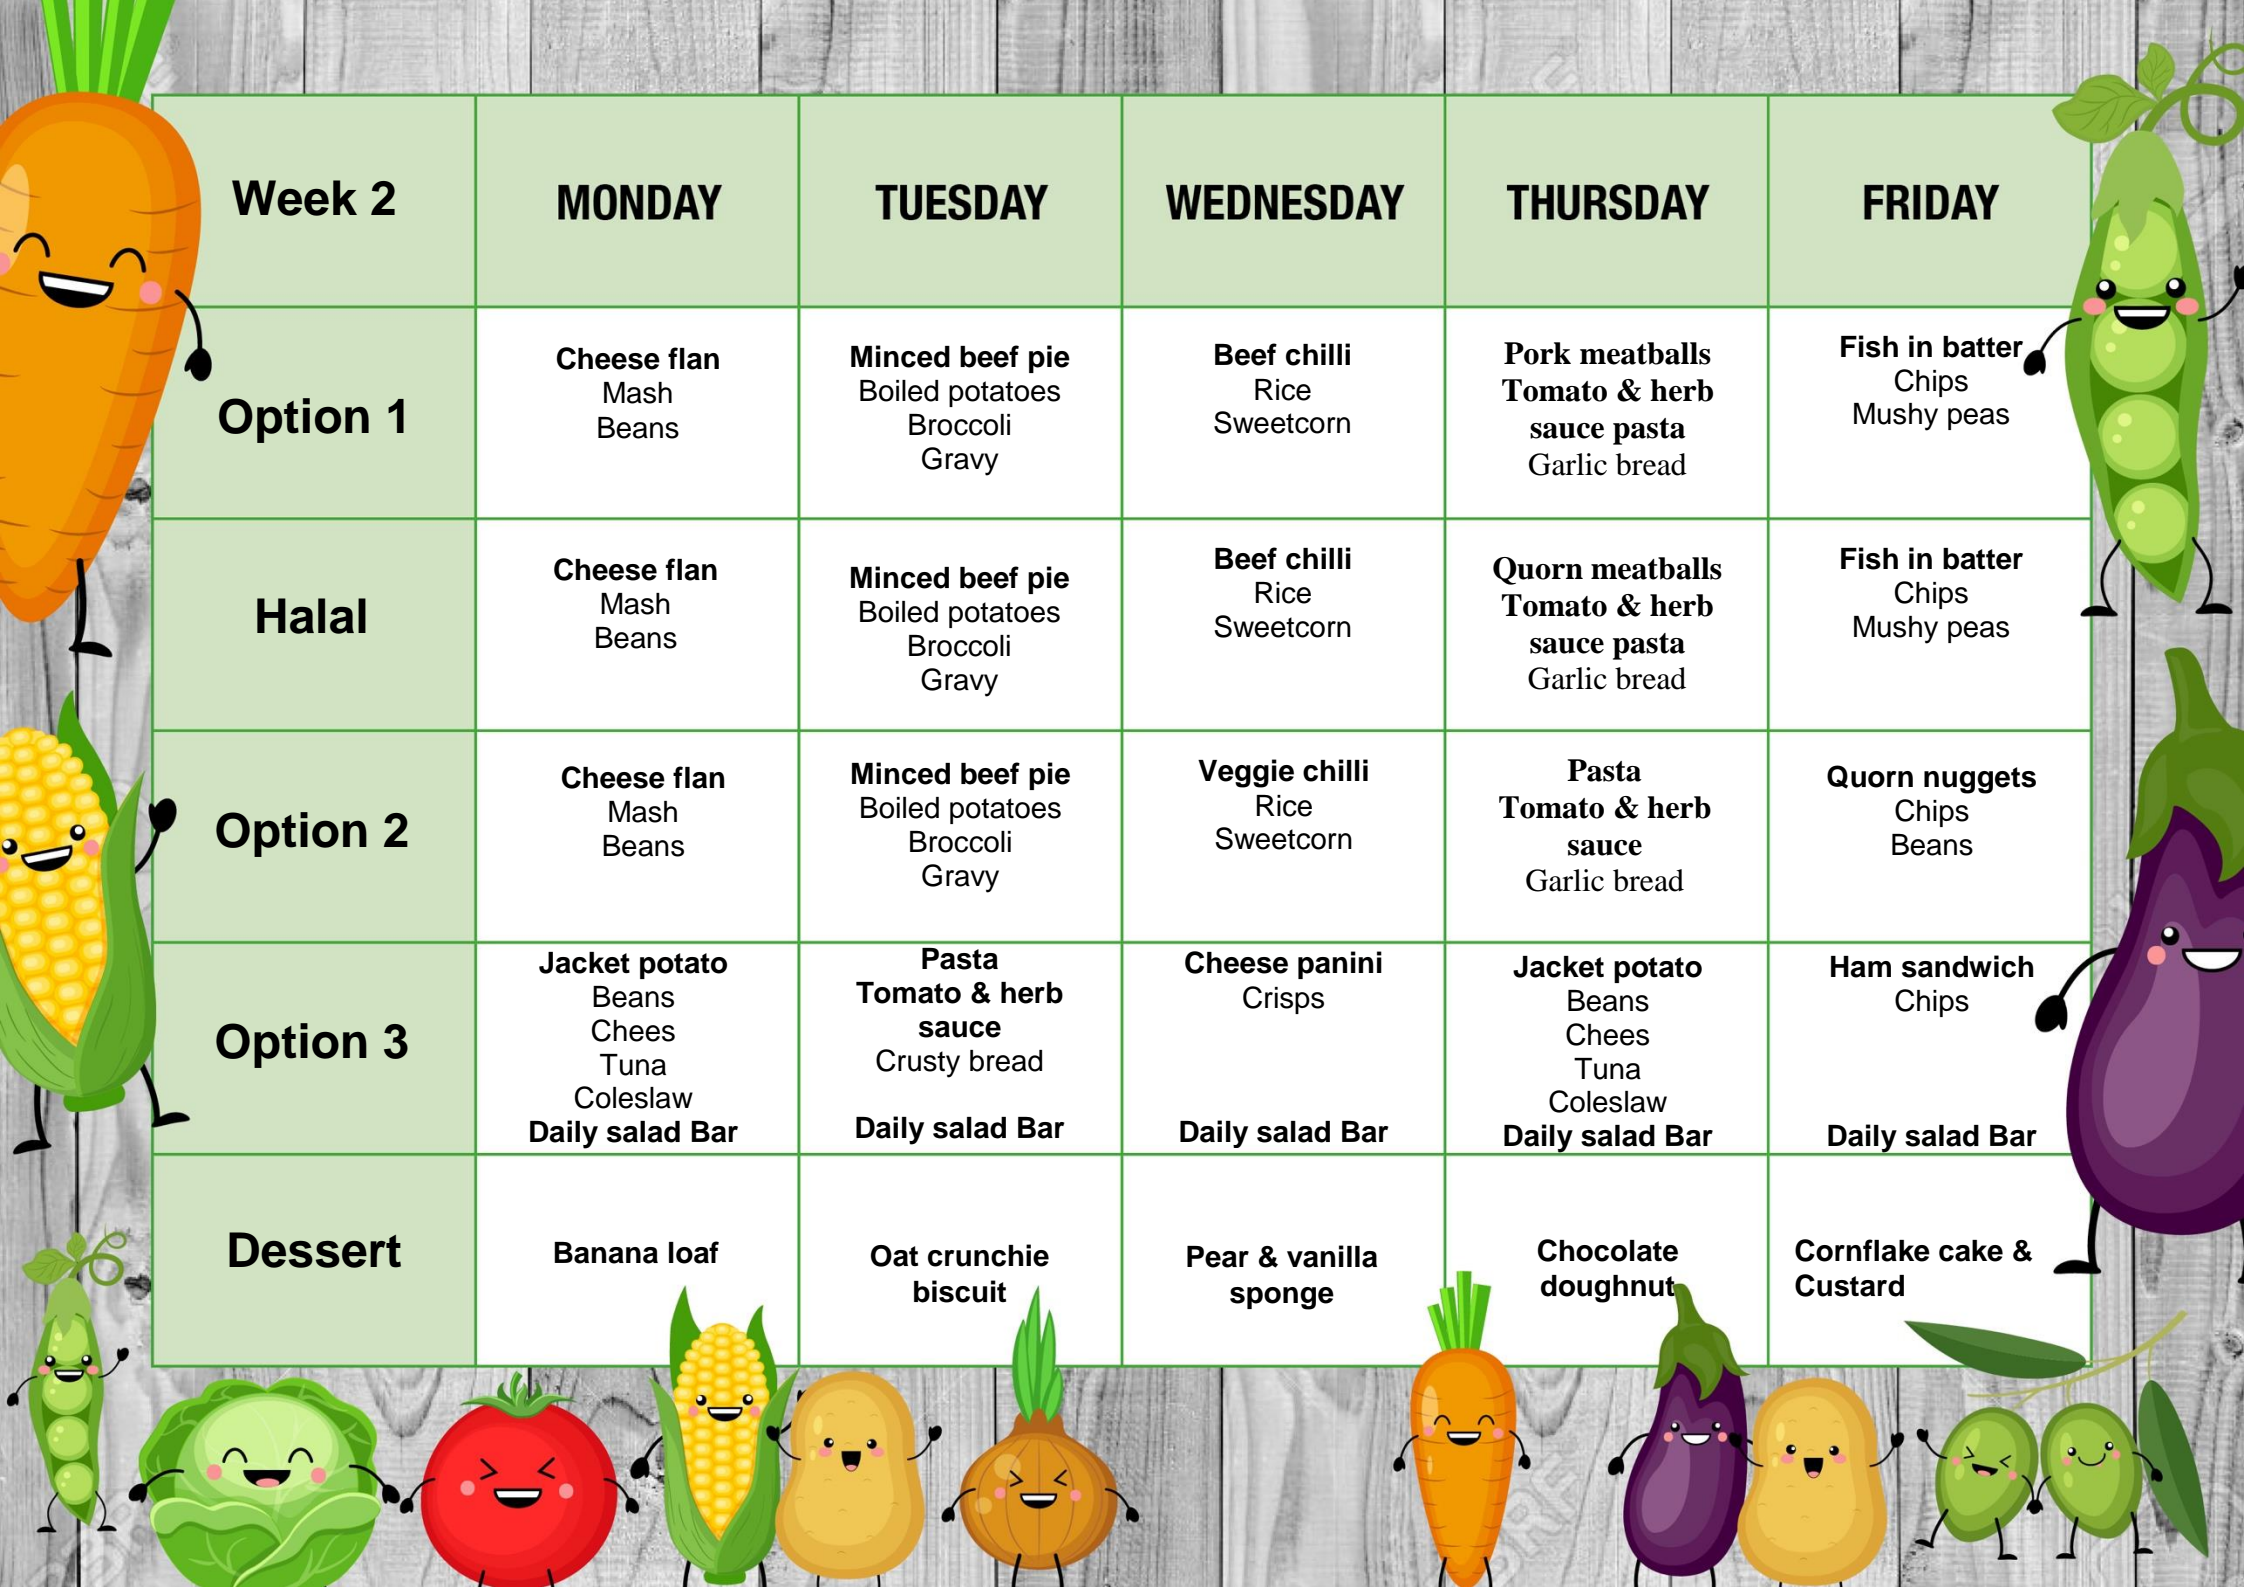 Week 2
MONDAY
TUESDAY
WEDNESDAY
THURSDAY
FRIDAY
Option 1
Cheese flan
Mash
Beans
Minced beef pie
Boiled potatoes
Broccoli
Gravy
Beef chilli
Rice
Sweetcorn
Pork meatballs
Tomato & herb
sauce pasta
Garlic bread
Fish in batter
Chips
Mushy peas
Halal
Cheese flan
Mash
Beans
Minced beef pie
Boiled potatoes
Broccoli
Gravy
Beef chilli
Rice
Sweetcorn
Quorn meatballs
Tomato & herb
sauce pasta
Garlic bread
Fish in batter
Chips
Mushy peas
Option 2
Cheese flan
Mash
Beans
Minced beef pie
Boiled potatoes
Broccoli
Gravy
Veggie chilli
Rice
Sweetcorn
Pasta
Tomato & herb
sauce
Garlic bread
Quorn nuggets
Chips
Beans
Option 3
Jacket potato
Beans
Chees
Tuna
Coleslaw
Daily salad Bar
Pasta
Tomato & herb
sauce
Crusty bread
Daily salad Bar
Cheese panini
Crisps
Daily salad Bar
Jacket potato
Beans
Chees
Tuna
Coleslaw
Daily salad Bar
Ham sandwich
Chips
Daily salad Bar
Dessert
Banana loaf
Oat crunchie
biscuit
Pear & vanilla
sponge
Chocolate
doughnut
Cornflake cake &
Custard